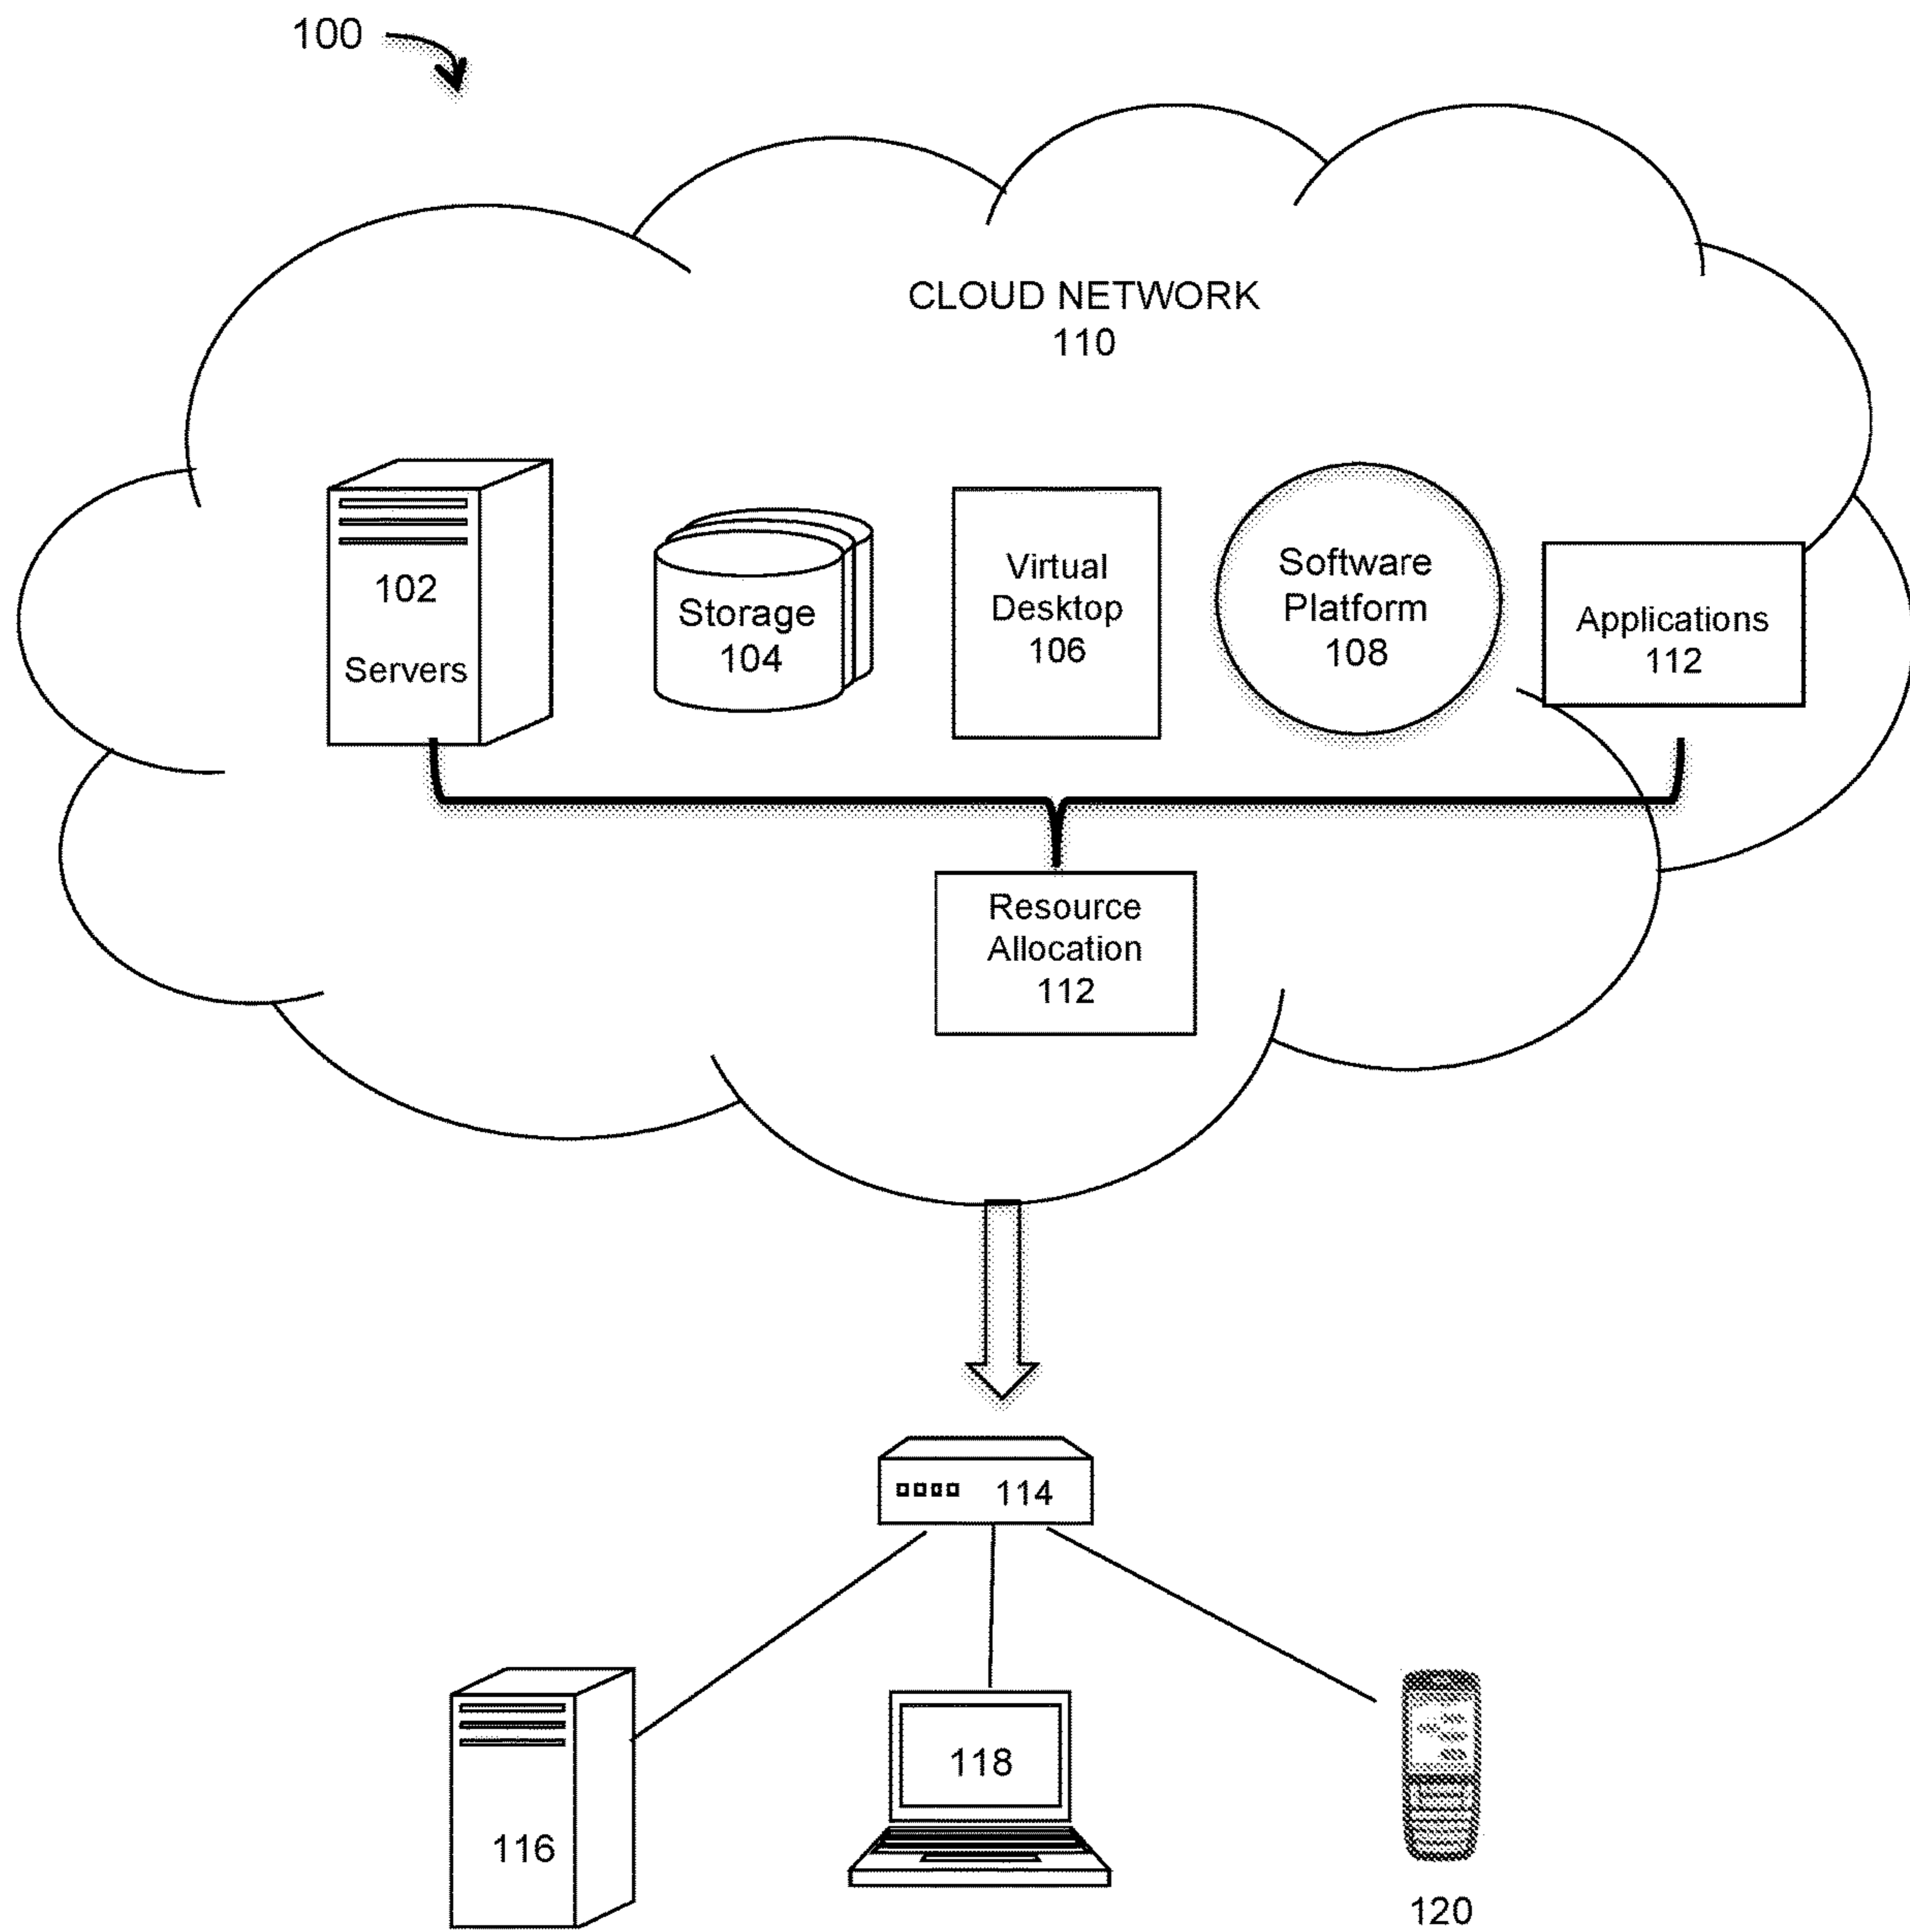 100
CLOUD NETWORK
110
102
Servers
Storage
104
Virtual
Desktop
106
Software
Platform
108
Applications
112
Resource
Allocation
112
114
116
118
120